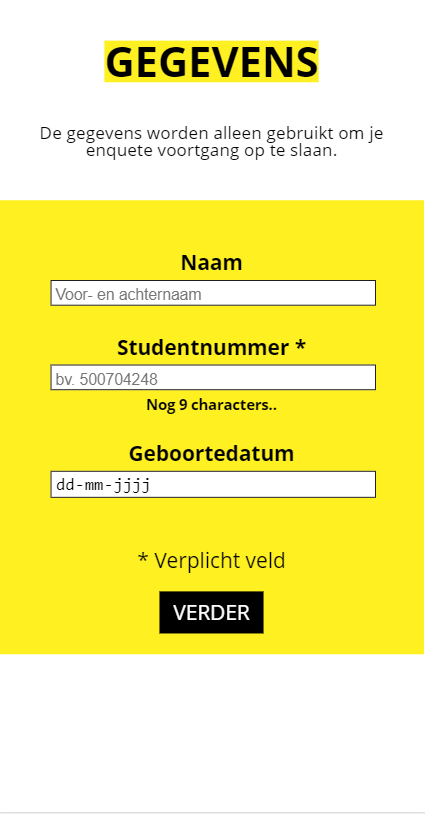 GEGEVENS
De gegevens worden alleen gebruikt om je
enquete voortgang op te slaan.
Naam
Voor- en achternaam
Studentnummer *
bv. 500704248
Nog 9 characters..
Geboortedatum
dd-mm-jjjj
* Verplicht veld
VERDER